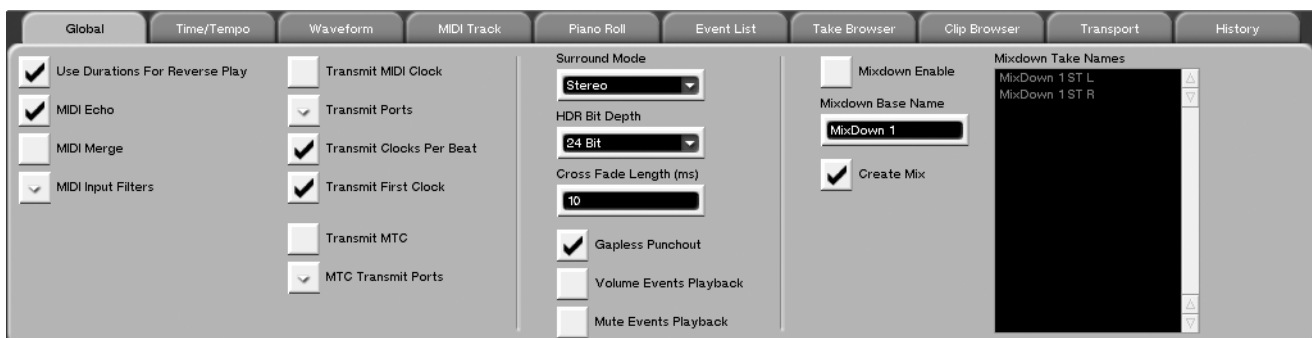 Global Time/Tempo Waveform MIDI Track Piano Roll Event List Take Browser Clip Browser Transport History
Use Durations For Reverse Play
MIDI Echo
MIDI Merge
MIDI Input Filters
Transmit MIDI Clock
Transmit Ports
Transmit Clocks Per Beat
Transmit First Clock
Transmit MTC
MTC Transmit Ports
Surround Mode
Stereo
HDR Bit Depth
24 Bit
Cross Fade Length (ms)
10
Gapless Punchout
Volume Events Playback
Mute Events Playback
Mixdown Enable
Mixdown Base Name
MixDown 1
Create Mix
Mixdown Take Names
MixDown 1 ST L
MixDown 1 ST R